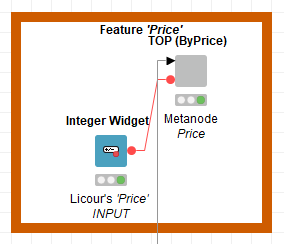 Feature 'Price'
TOP (ByPrice)
Metanode
Price
Integer Widget
Licour's 'Price'
INPUT